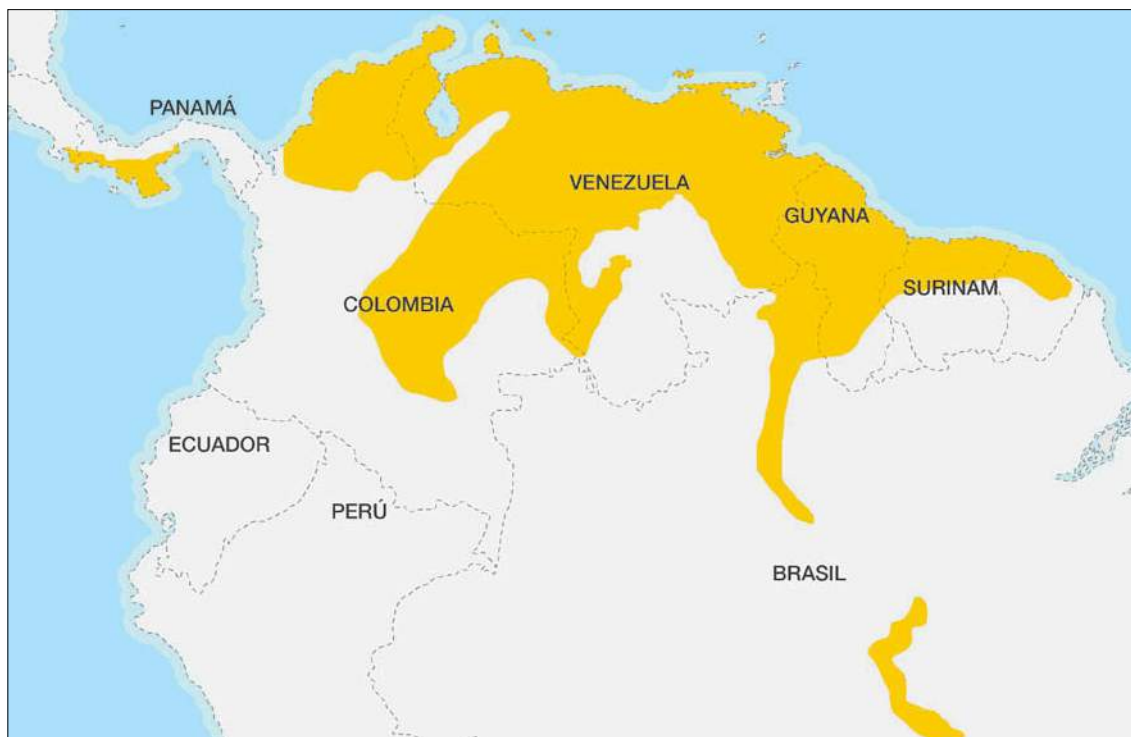 PANAMÁ
VENEZUELA
GUYANA
SURINAM
COLOMBIA
ECUADOR
PERÚ
BRASIL